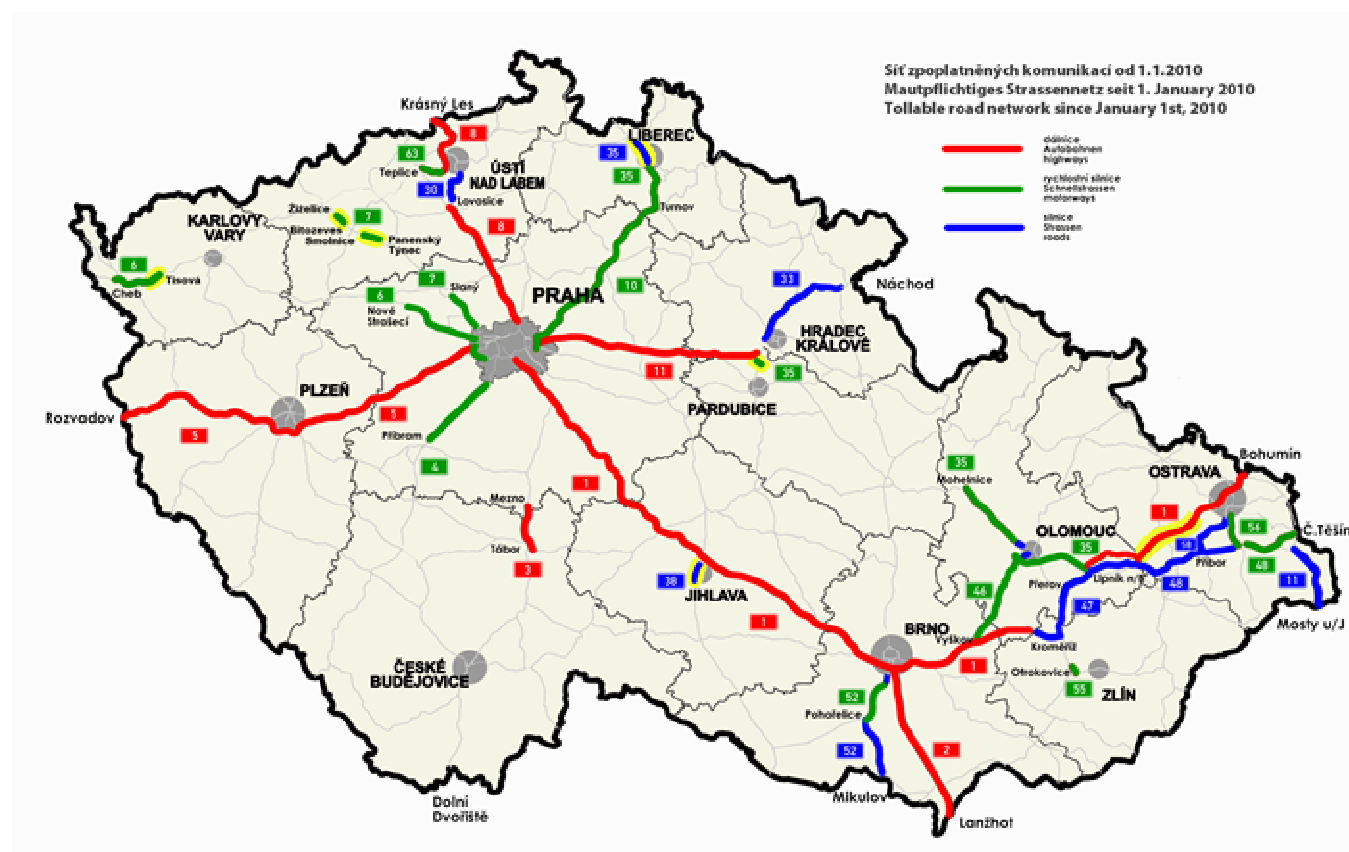 Síť zpoplatněných komunikací od 1.1.2010
Mautpflichtiges Strassennetz seit 1. January 2010
Tollable road network since January 1st, 2010
dálnice
Autobahnen
highways
rychlostní silnice
Schnellstrassen
motorways
silnice
Strassen
roads
Krásný Les
8
LIBEREC
63
35
Teplice
ÚSTÍ
NAD LABEM
30
35
Lovosice
Turnov
Žiželice
7
KARLOVY
VARY
Bitozeves
Smolnice
Panenský
Týnec
8
6
Tisová
Cheb
7
Slaný
10
33
Náchod
6
PRAHA
Nové
Strašecí
HRADEC
KRÁLOVÉ
11
35
PLZEŇ
PARDUBICE
Rozvadov
5
5
Příbram
4
35
Mohelnice
Bohumín
OSTRAVA
1
Mezno
1
OLOMOUC
56
Č.Těšín
Tábor
3
35
58
Příbor
48
38
JIHLAVA
Přerov
Lipník n/B
48
11
46
47
Mosty u/J
1
BRNO
Vyškov
Kroměříž
1
ČESKÉ
BUDĚJOVICE
Otrokovice
55
ZLÍN
52
Pohořelice
52
2
Mikulov
Dolní
Dvořiště
Lanžhot